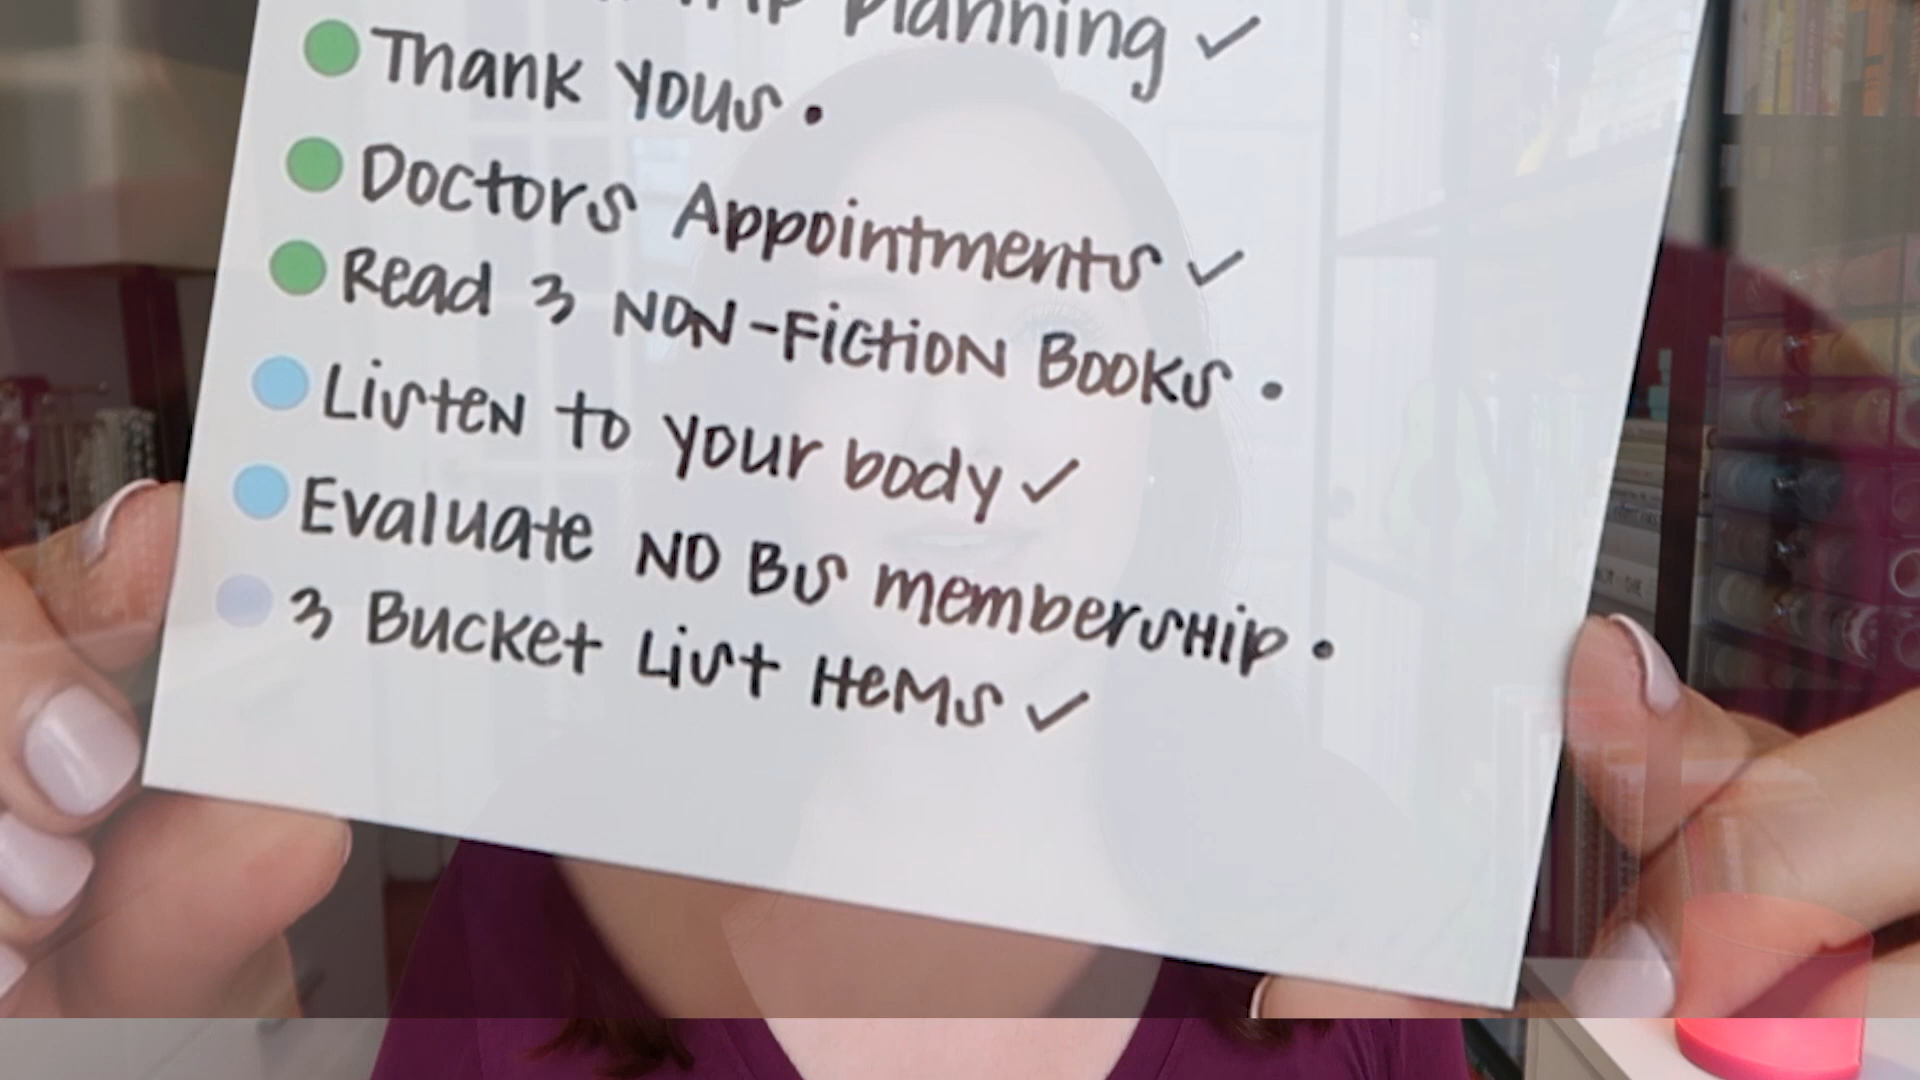 Planning ✓
Thank yous •
Doctors Appointments ✓
Read 3 Non-Fiction Books •
Listen to your body ✓
Evaluate No BS membership •
3 Bucket List Items ✓